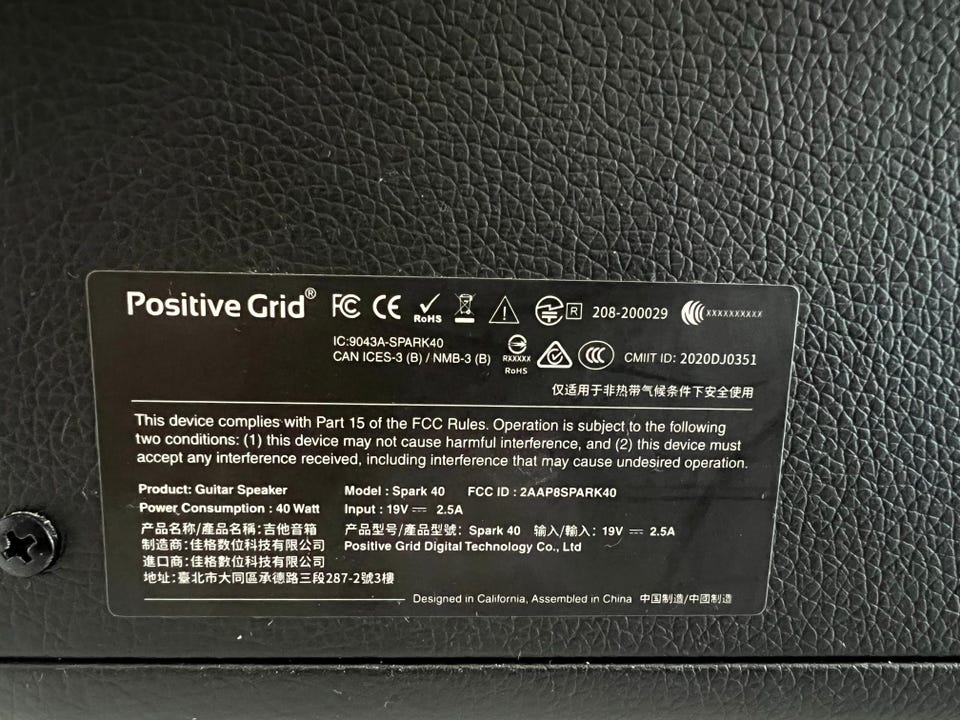 Positive Grid® FC CE RoHS R 208-200029 XXXXXXXXXX
IC:9043A-SPARK40
CAN ICES-3 (B) / NMB-3 (B) RXXXXX RoHS CCC CMIIT ID: 2020DJ0351
仅适用于非热带气候条件下安全使用
This device complies with Part 15 of the FCC Rules. Operation is subject to the following
two conditions: (1) this device may not cause harmful interference, and (2) this device must
accept any interference received, including interference that may cause undesired operation.
Product: Guitar Speaker Model : Spark 40 FCC ID : 2AAP8SPARK40
Power Consumption : 40 Watt Input : 19V ⎓ 2.5A
产品名称/產品名稱:吉他音箱 产品型号/產品型號: Spark 40 输入/輸入: 19V ⎓ 2.5A
制造商:佳格數位科技有限公司 Positive Grid Digital Technology Co., Ltd
進口商:佳格數位科技有限公司
地址:臺北市大同區承德路三段287-2號3樓
Designed in California, Assembled in China 中国制造/中國制造